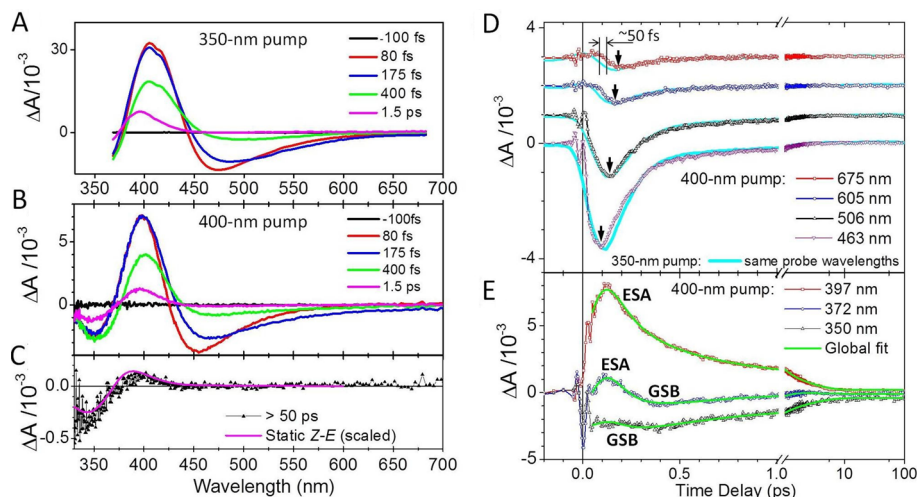 A
350-nm pump
-100 fs
80 fs
175 fs
400 fs
1.5 ps
ΔA/10⁻³
30
15
0
350 400 450 500 550 600 650 700
B
400-nm pump
-100fs
80 fs
175 fs
400 fs
1.5 ps
ΔA /10⁻³
5
0
C
ΔA /10⁻³
0.0
-0.5
> 50 ps
Static Z-E (scaled)
350 400 450 500 550 600 650 700
Wavelength (nm)
D
~50 fs
ΔA /10⁻³
4
0
-4
400-nm pump:
675 nm
605 nm
506 nm
463 nm
350-nm pump: same probe wavelengths
E
400-nm pump:
397 nm
372 nm
350 nm
Global fit
ESA
ESA
GSB
GSB
ΔA /10⁻³
10
5
0
-5
0.0 0.5 1.0 10 100
Time Delay (ps)